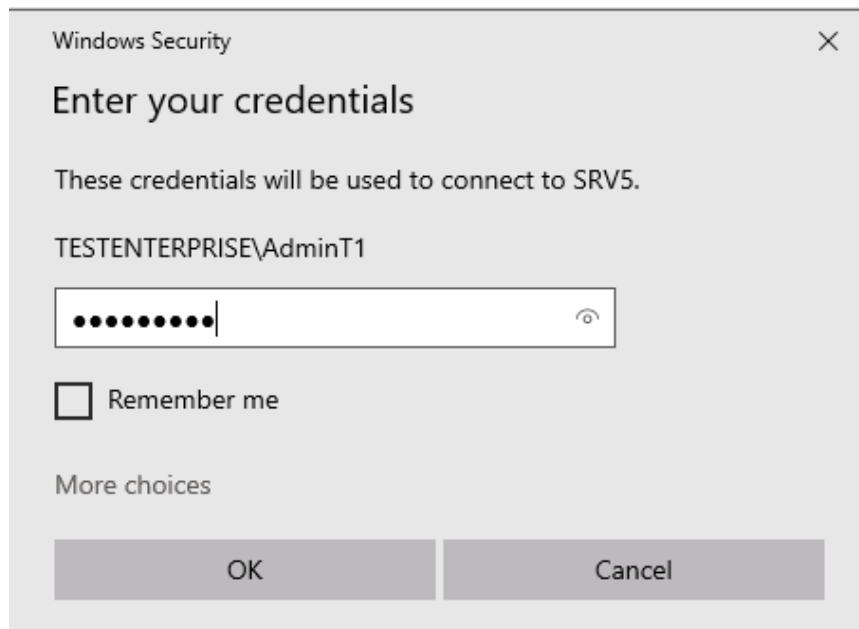 Windows Security
Enter your credentials
These credentials will be used to connect to SRV5.
TESTENTERPRISE\AdminT1
●●●●●●●●●
Remember me
More choices
OK
Cancel